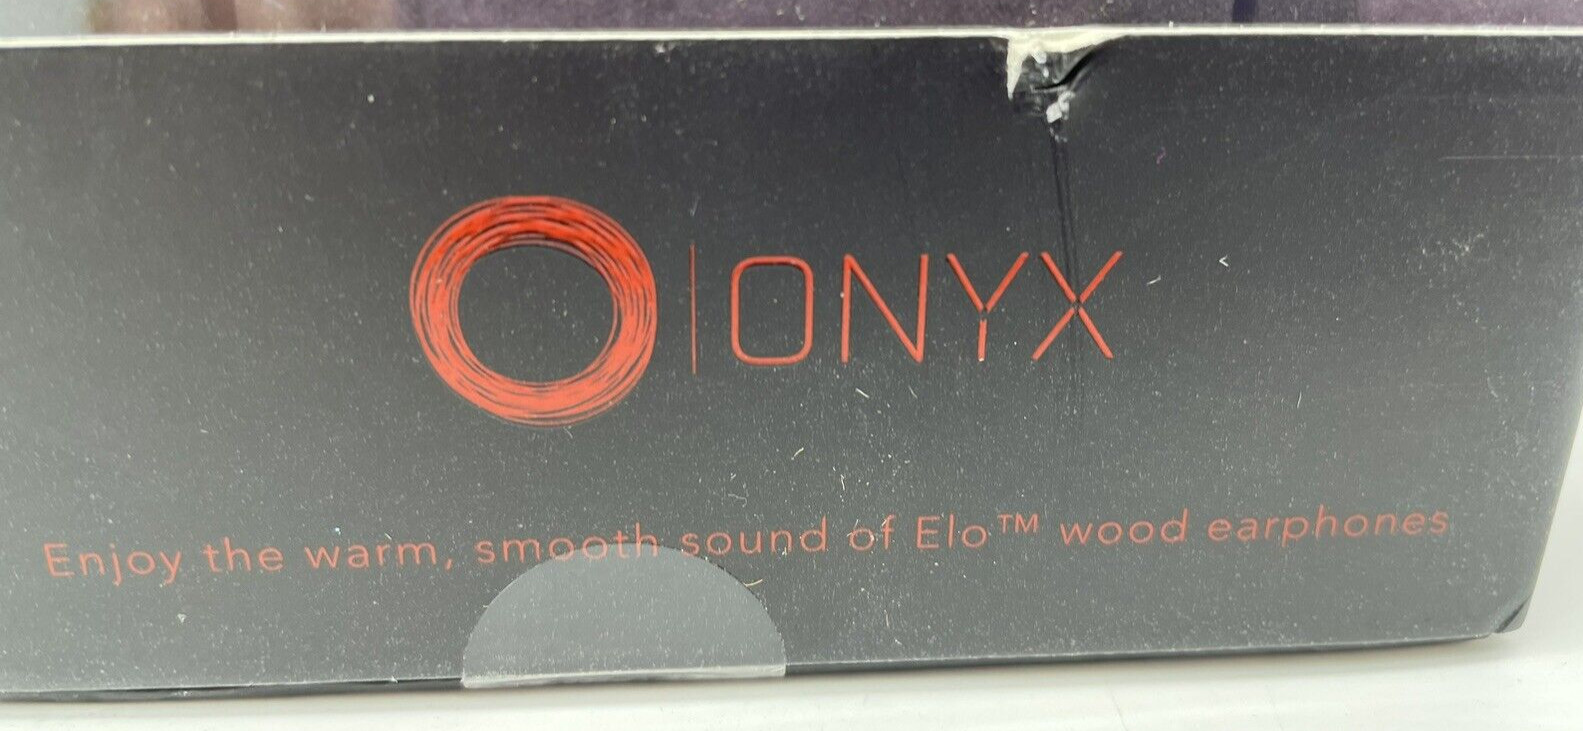 ONYX
Enjoy the warm, smooth sound of Elo™ wood earphones